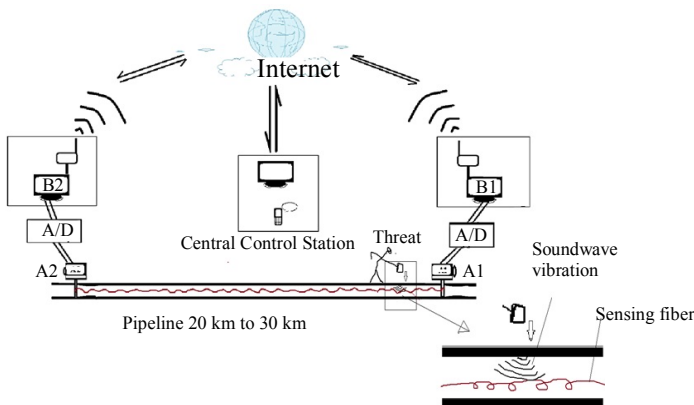 Internet
B2
B1
A/D
A/D
Central Control Station
Threat
Soundwave
vibration
A2
A1
Sensing fiber
Pipeline 20 km to 30 km